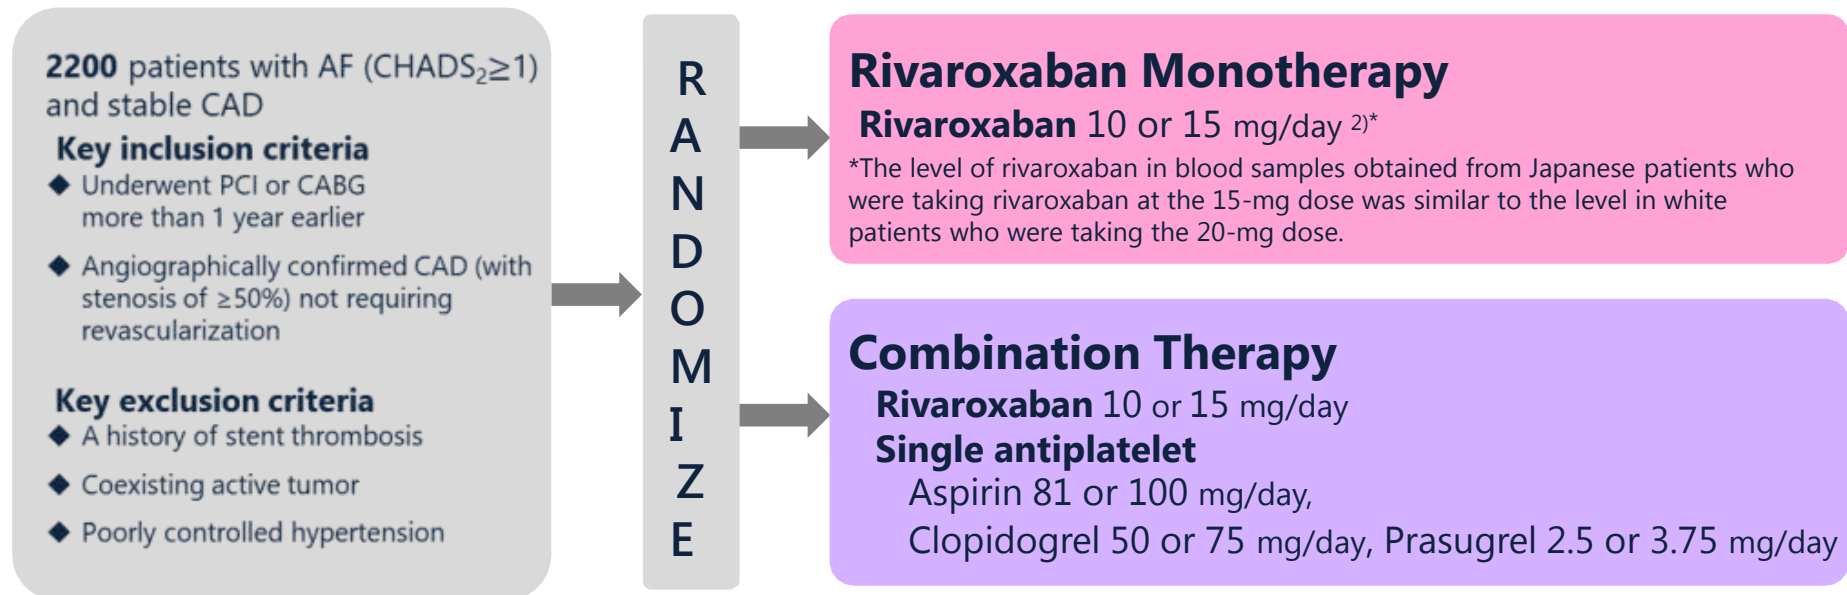 2200 patients with AF (CHADS₂≥1)
and stable CAD
Key inclusion criteria
◆ Underwent PCI or CABG
more than 1 year earlier
◆ Angiographically confirmed CAD (with
stenosis of ≥50%) not requiring
revascularization
Key exclusion criteria
◆ A history of stent thrombosis
◆ Coexisting active tumor
◆ Poorly controlled hypertension
R
A
N
D
O
M
I
Z
E
Rivaroxaban Monotherapy
Rivaroxaban 10 or 15 mg/day ²⁾*
*The level of rivaroxaban in blood samples obtained from Japanese patients who
were taking rivaroxaban at the 15-mg dose was similar to the level in white
patients who were taking the 20-mg dose.
Combination Therapy
Rivaroxaban 10 or 15 mg/day
Single antiplatelet
Aspirin 81 or 100 mg/day,
Clopidogrel 50 or 75 mg/day, Prasugrel 2.5 or 3.75 mg/day